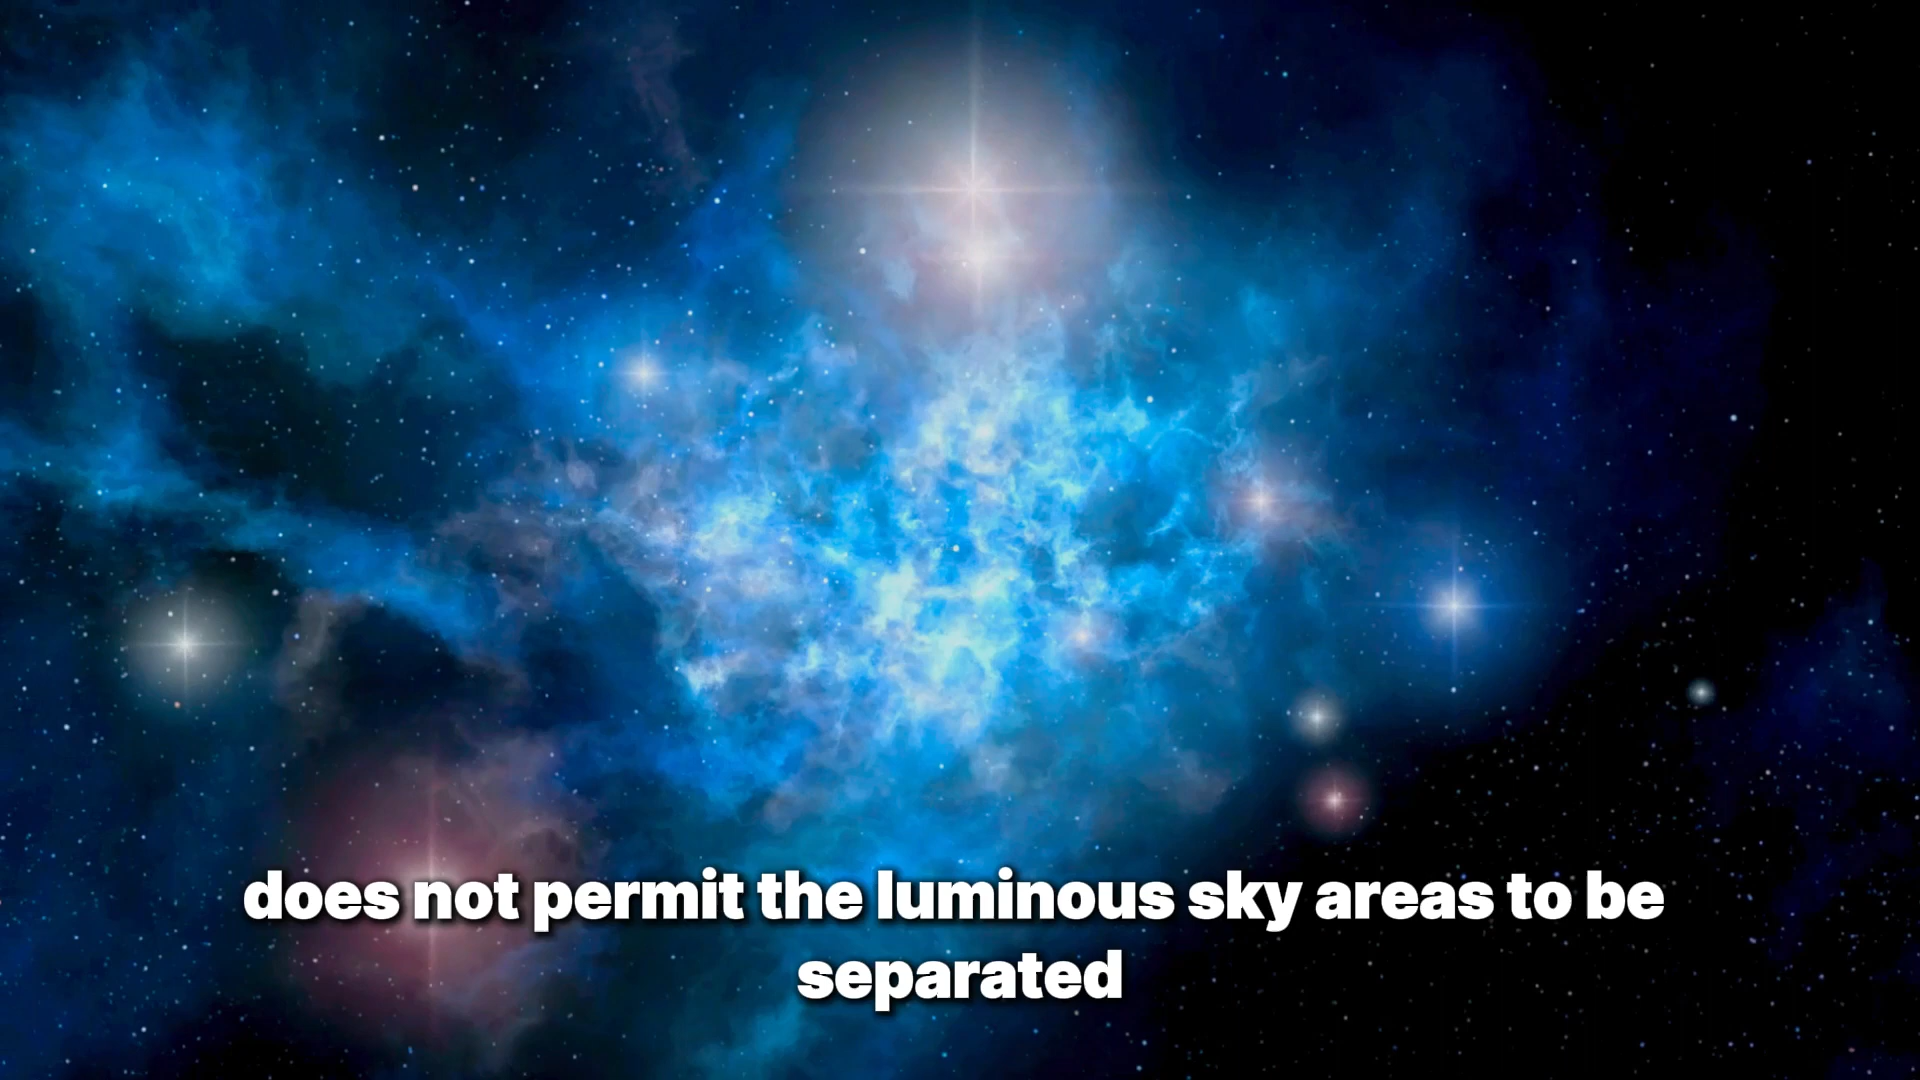 does not permit the luminous sky areas to be
separated